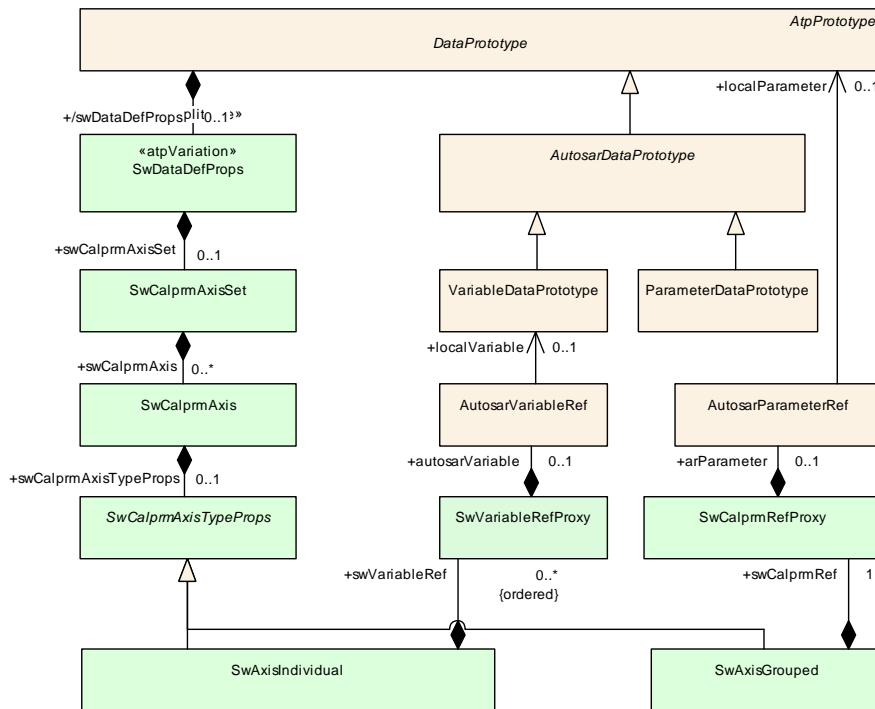 AtpPrototype
DataPrototype
+localParameter 0..1
+/swDataDefProps 0..1
«atpVariation»
SwDataDefProps
AutosarDataPrototype
+swCalprmAxisSet
0..1
SwCalprmAxisSet
VariableDataPrototype
ParameterDataPrototype
+localVariable 0..1
+swCalprmAxis 0..*
SwCalprmAxis
AutosarVariableRef
AutosarParameterRef
+autosarVariable 0..1
+arParameter 0..1
+swCalprmAxisTypeProps 0..1
SwCalprmAxisTypeProps
SwVariableRefProxy
SwCalprmRefProxy
+swVariableRef 0..*
{ordered}
+swCalprmRef 1
SwAxisIndividual
SwAxisGrouped